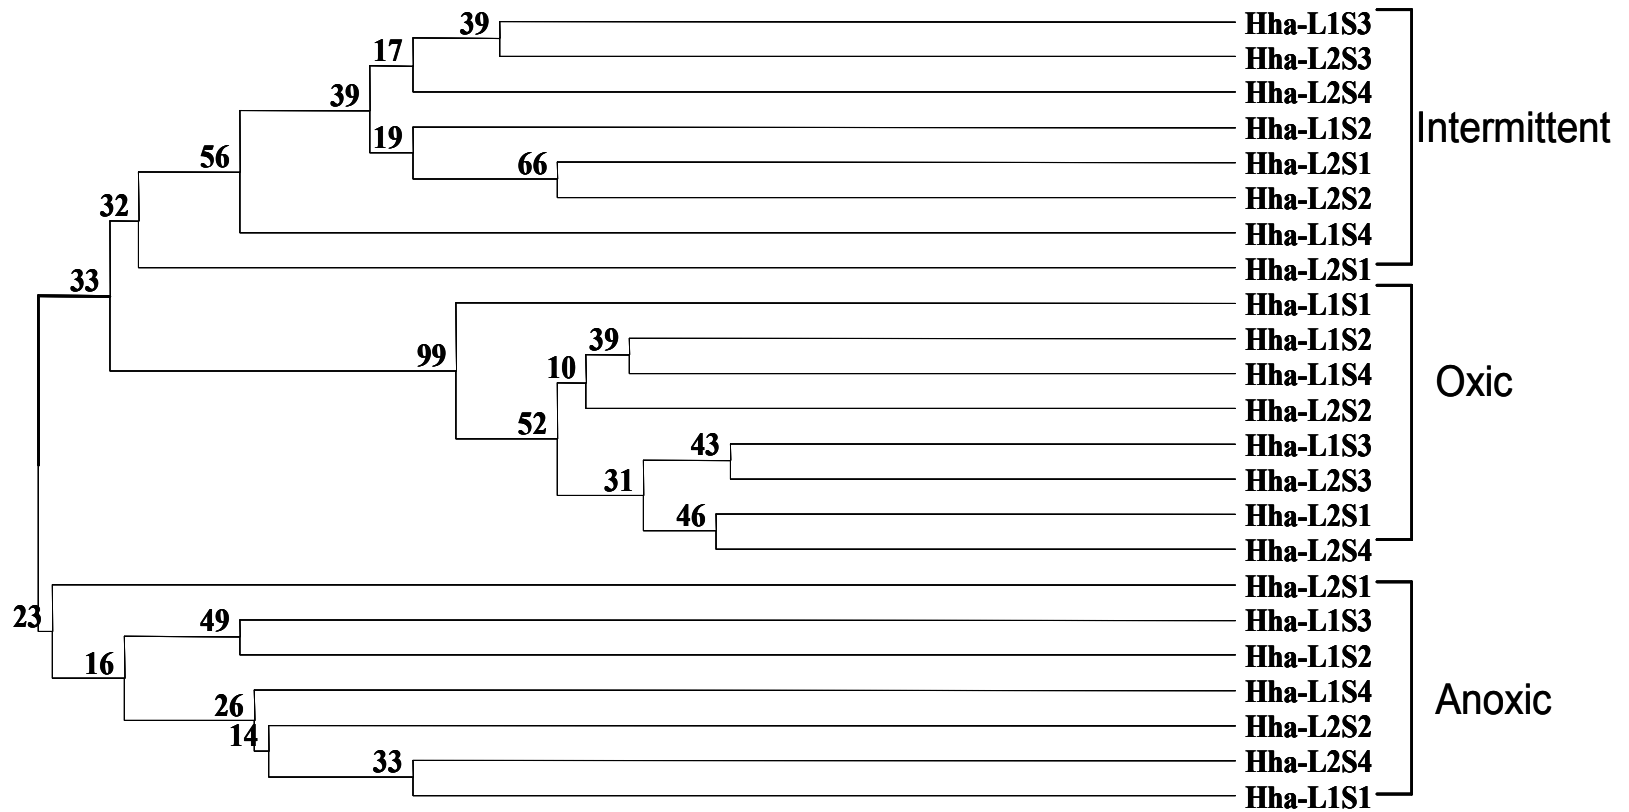 39 Hha-L1S3
17 Hha-L2S3
39 Hha-L2S4
19 Hha-L1S2 Intermittent
56 66 Hha-L2S1
32 Hha-L2S2
Hha-L1S4
33 Hha-L2S1
Hha-L1S1
99 39 Hha-L1S2
10 Hha-L1S4 Oxic
52 Hha-L2S2
43 Hha-L1S3
31 Hha-L2S3
46 Hha-L2S1
Hha-L2S4
Hha-L2S1
23 49 Hha-L1S3
16 Hha-L1S2
26 Hha-L1S4 Anoxic
14 Hha-L2S2
33 Hha-L2S4
Hha-L1S1